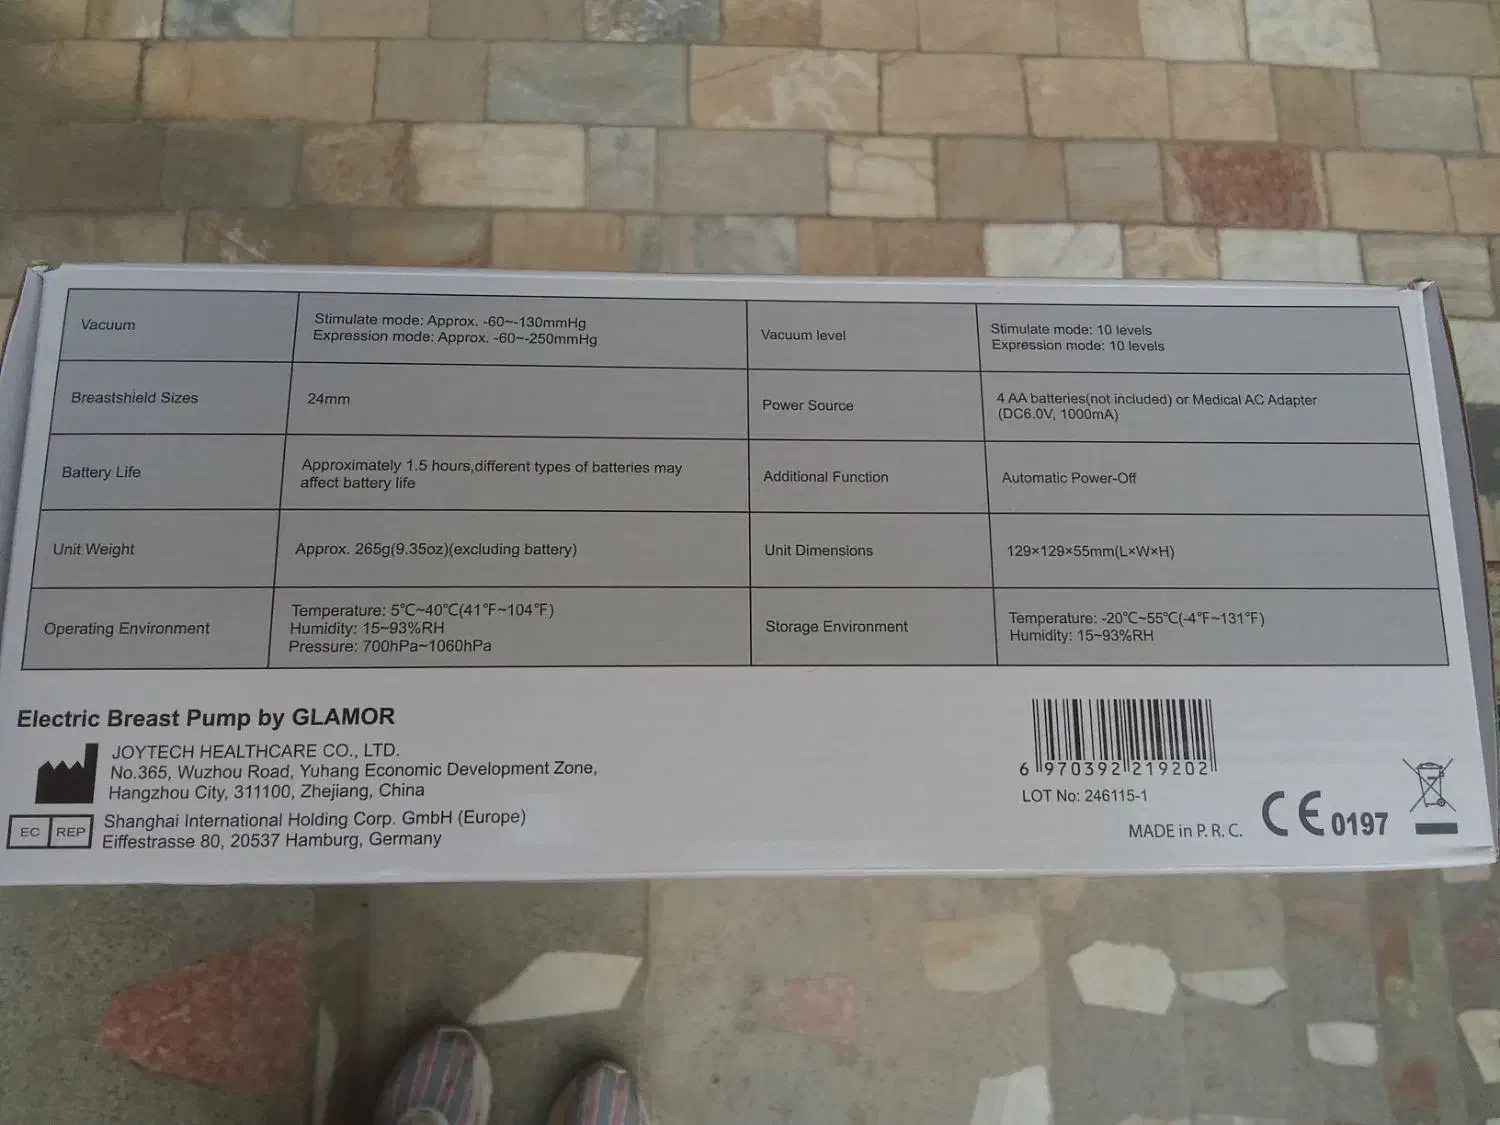 Vacuum
Stimulate mode: Approx. -60~-130mmHg
Expression mode: Approx. -60~-250mmHg
Vacuum level
Stimulate mode: 10 levels
Expression mode: 10 levels
Breastshield Sizes
24mm
Power Source
4 AA batteries(not included) or Medical AC Adapter
(DC6.0V, 1000mA)
Battery Life
Approximately 1.5 hours,different types of batteries may
affect battery life
Additional Function
Automatic Power-Off
Unit Weight
Approx. 265g(9.35oz)(excluding battery)
Unit Dimensions
129×129×55mm(L×W×H)
Operating Environment
Temperature: 5℃~40℃(41℉~104℉)
Humidity: 15~93%RH
Pressure: 700hPa~1060hPa
Storage Environment
Temperature: -20℃~55℃(-4℉~131℉)
Humidity: 15~93%RH
Electric Breast Pump by GLAMOR
JOYTECH HEALTHCARE CO., LTD.
No.365, Wuzhou Road, Yuhang Economic Development Zone,
Hangzhou City, 311100, Zhejiang, China
EC REP
Shanghai International Holding Corp. GmbH (Europe)
Eiffestrasse 80, 20537 Hamburg, Germany
6 970392 219202
LOT No: 246115-1
MADE in P. R. C.
CE 0197